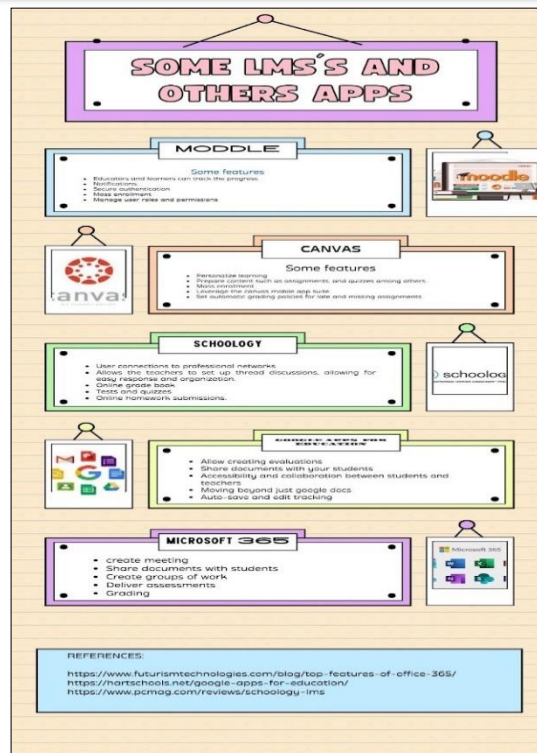 SOME LMS'S AND
OTHERS APPS
MODDLE
Some features
• Educators and learners can track the progress
• Notifications
• Secure authentication
• Mass enrolment
• Manage user roles and permissions
moodle
CANVAS
Some features
• Personalize learning
• Prepare content such as assignments, and quizzes among others.
• Mass enrolment
• Leverage the canvas mobile app suite
• Set automatic grading policies for late and missing assignments
anvas
SCHOOLOGY
• User connections to professional networks
• Allows the teachers to set up thread discussions, allowing for
easy response and organization.
• Online grade book
• Tests and quizzes
• Online homework submissions.
schoolog
GOOGLE APPS FOR
EDUCATION
• Allow creating evaluations
• Share documents with your students
• Accessibility and collaboration between students and
teachers
• Moving beyond just google docs
• Auto-save and edit tracking
MICROSOFT 365
• create meeting
• Share documents with students
• Create groups of work
• Deliver assessments
• Grading
Microsoft 365
REFERENCES:
https://www.futurismtechnologies.com/blog/top-features-of-office-365/
https://hartschools.net/google-apps-for-education/
https://www.pcmag.com/reviews/schoology-lms